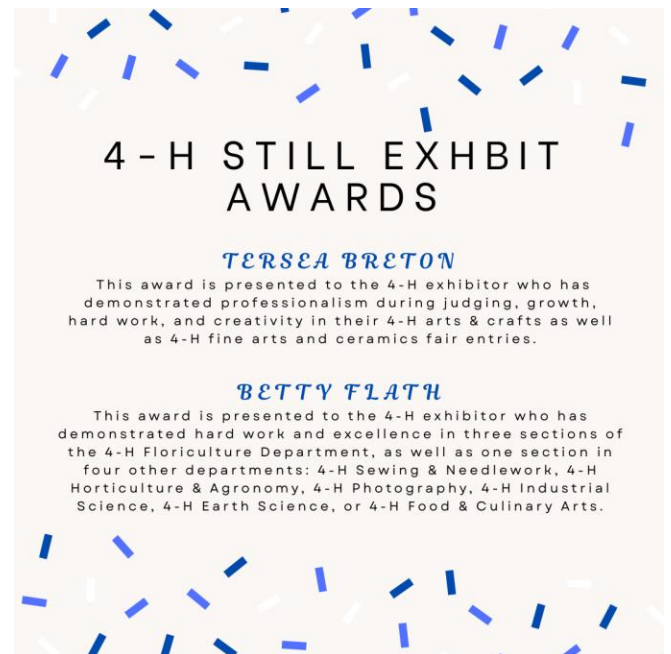 4-H STILL EXHBIT
AWARDS
TERSEA BRETON
This award is presented to the 4-H exhibitor who has
demonstrated professionalism during judging, growth,
hard work, and creativity in their 4-H arts & crafts as well
as 4-H fine arts and ceramics fair entries.
BETTY FLATH
This award is presented to the 4-H exhibitor who has
demonstrated hard work and excellence in three sections of
the 4-H Floriculture Department, as well as one section in
four other departments: 4-H Sewing & Needlework, 4-H
Horticulture & Agronomy, 4-H Photography, 4-H Industrial
Science, 4-H Earth Science, or 4-H Food & Culinary Arts.